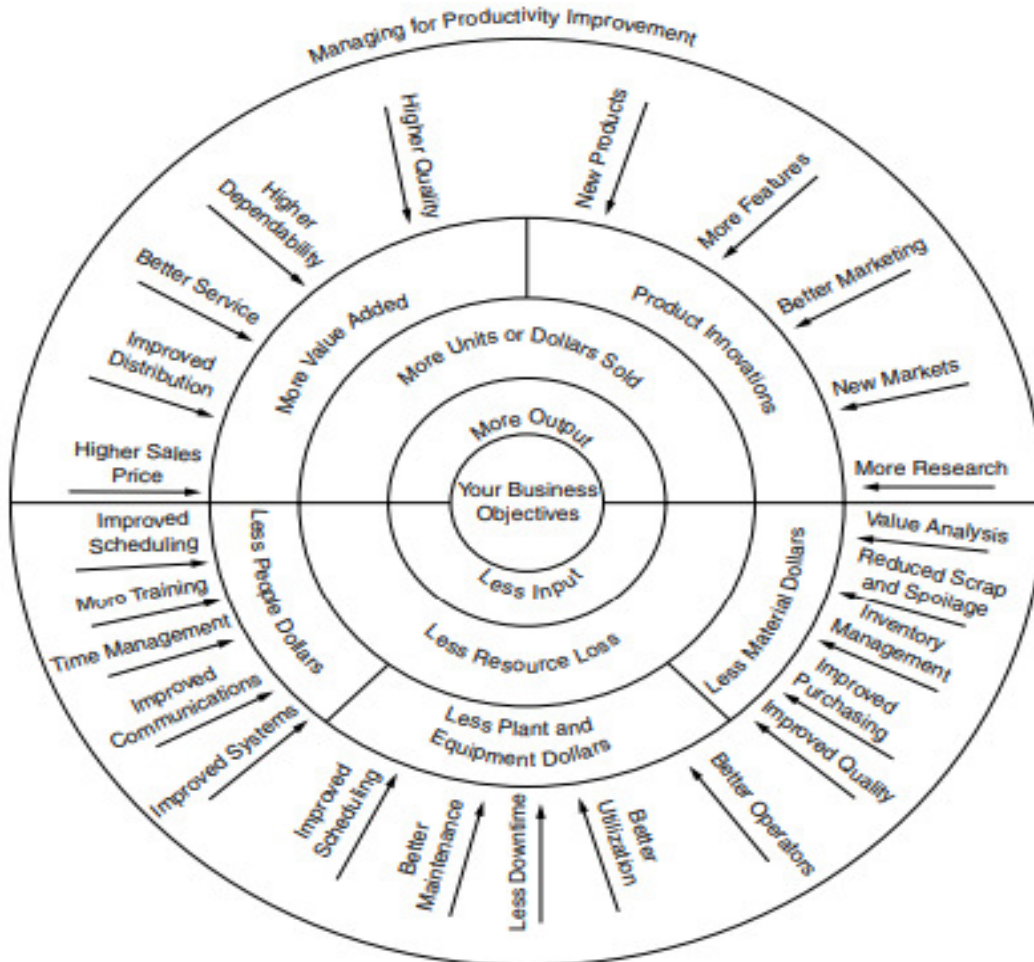 Managing for Productivity Improvement
Higher Quality
New Products
Higher
Dependability
More Features
Better Service
Better Marketing
Improved
Distribution
New Markets
Higher Sales
Price
More Research
More Value Added
Product Innovations
More Units or Dollars Sold
More Output
Your Business
Objectives
Less Input
Less Resource Loss
Less People Dollars
Less Plant and
Equipment Dollars
Less Material Dollars
Improved
Scheduling
More Training
Time Management
Improved
Communications
Improved Systems
Improved
Scheduling
Better
Maintenance
Less Downtime
Better
Utilization
Better Operators
Improved Quality
Improved
Purchasing
Inventory
Management
Reduced Scrap
and Spoilage
Value Analysis